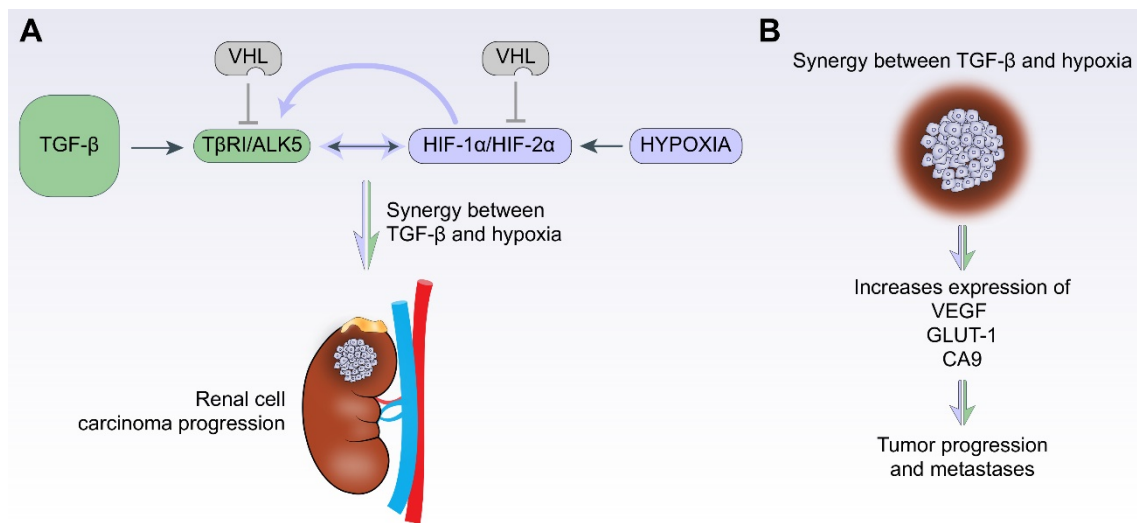 A
VHL
VHL
TGF-β
TβRI/ALK5
HIF-1α/HIF-2α
HYPOXIA
Synergy between
TGF-β and hypoxia
Renal cell
carcinoma progression
B
Synergy between TGF-β and hypoxia
Increases expression of
VEGF
GLUT-1
CA9
Tumor progression
and metastases